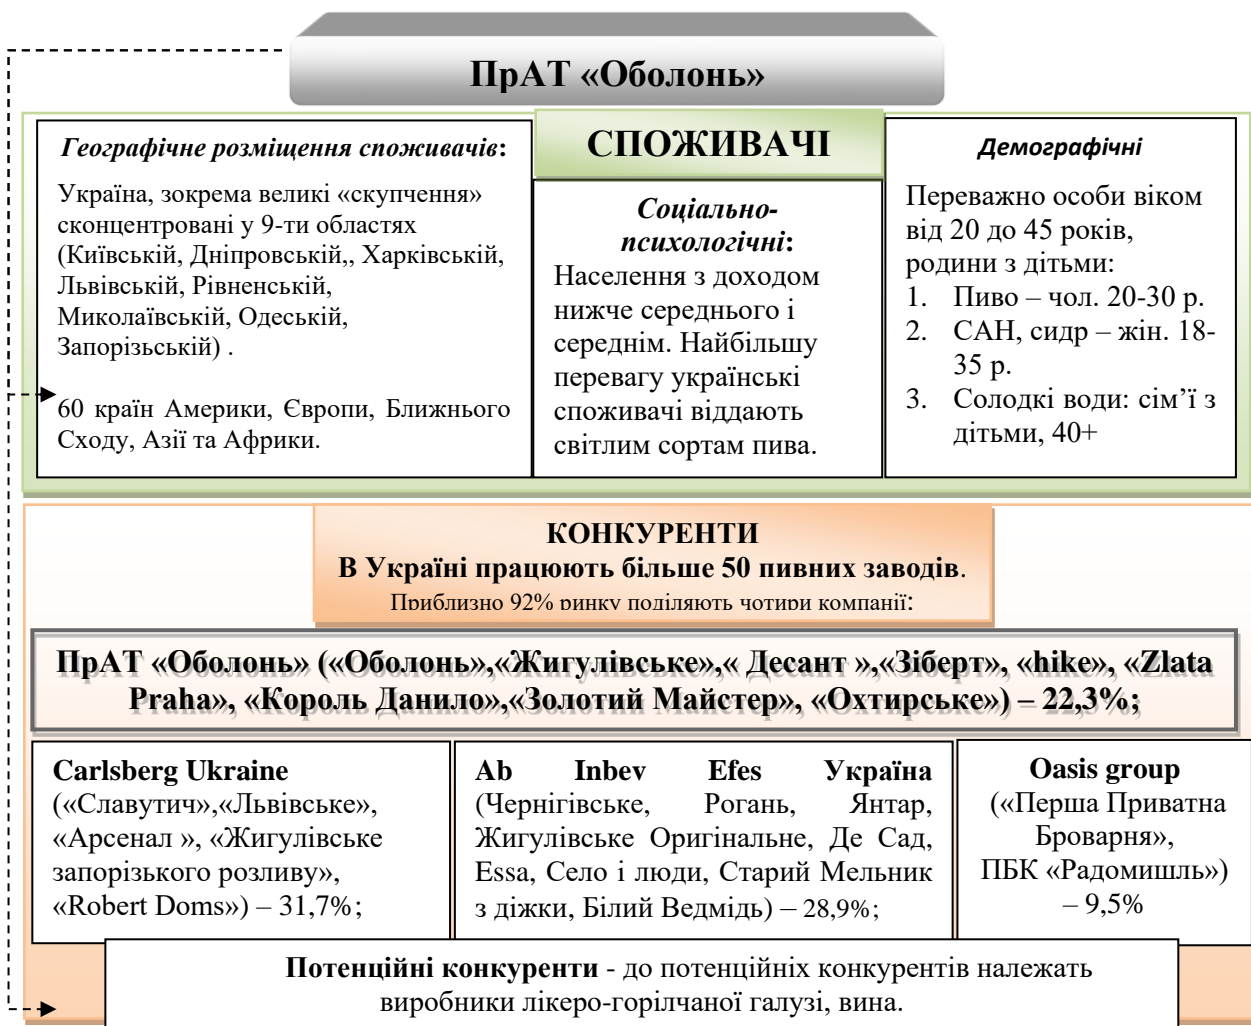 ПрАТ «Оболонь»
СПОЖИВАЧІ
Географічне розміщення споживачів:
Україна, зокрема великі «скупчення»
сконцентровані у 9-ти областях
(Київській, Дніпровській,, Харківській,
Львівській, Рівненській,
Миколаївській, Одеській,
Запорізьській) .
60 країн Америки, Європи, Ближнього
Сходу, Азії та Африки.
Соціально-
психологічні:
Населення з доходом
нижче середнього і
середнім. Найбільшу
перевагу українські
споживачі віддають
світлим сортам пива.
Демографічні
Переважно особи віком
від 20 до 45 років,
родини з дітьми:
1. Пиво – чол. 20-30 р.
2. САН, сидр – жін. 18-
35 р.
3. Солодкі води: сім’ї з
дітьми, 40+
КОНКУРЕНТИ
В Україні працюють більше 50 пивних заводів.
Приблизно 92% ринку поділяють чотири компанії:
ПрАТ «Оболонь» («Оболонь»,«Жигулівське»,« Десант »,«Зіберт», «hike», «Zlata
Praha», «Король Данило»,«Золотий Майстер», «Охтирське») – 22,3%;
Carlsberg Ukraine
(«Славутич»,«Львівське»,
«Арсенал », «Жигулівське
запорізького розливу»,
«Robert Doms») – 31,7%;
Ab Inbev Efes Україна
(Чернігівське, Рогань, Янтар,
Жигулівське Оригінальне, Де Сад,
Essa, Село і люди, Старий Мельник
з діжки, Білий Ведмідь) – 28,9%;
Oasis group
(«Перша Приватна
Броварня»,
ПБК «Радомишль»)
– 9,5%
Потенційні конкуренти - до потенційніх конкурентів належать
виробники лікеро-горілчаної галузі, вина.